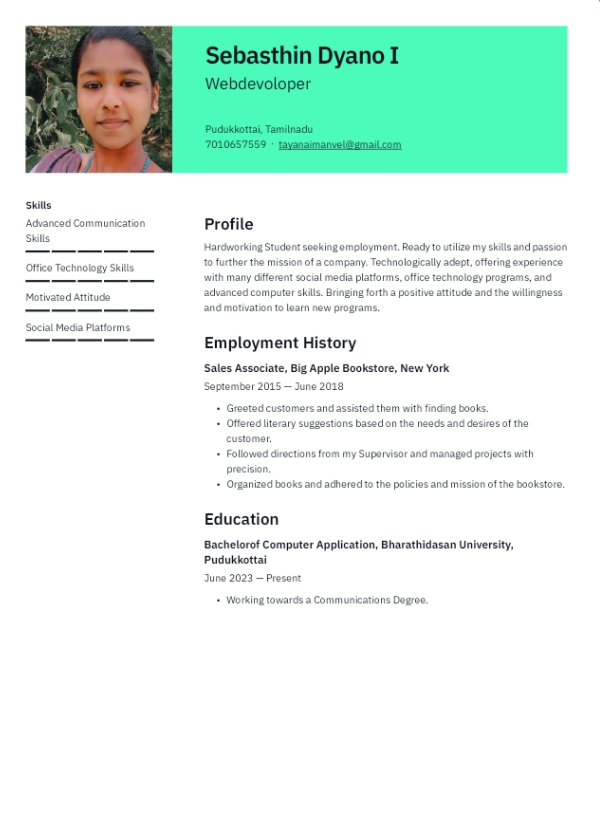 Sebasthin Dyano I
Webdevoloper
Pudukkottai, Tamilnadu
7010657559 · tayanaimanvel@gmail.com
Skills
Advanced Communication
Skills
Office Technology Skills
Motivated Attitude
Social Media Platforms
Profile
Hardworking Student seeking employment. Ready to utilize my skills and passion
to further the mission of a company. Technologically adept, offering experience
with many different social media platforms, office technology programs, and
advanced computer skills. Bringing forth a positive attitude and the willingness
and motivation to learn new programs.
Employment History
Sales Associate, Big Apple Bookstore, New York
September 2015 — June 2018
• Greeted customers and assisted them with finding books.
• Offered literary suggestions based on the needs and desires of the
customer.
• Followed directions from my Supervisor and managed projects with
precision.
• Organized books and adhered to the policies and mission of the bookstore.
Education
Bachelorof Computer Application, Bharathidasan University,
Pudukkottai
June 2023 — Present
• Working towards a Communications Degree.